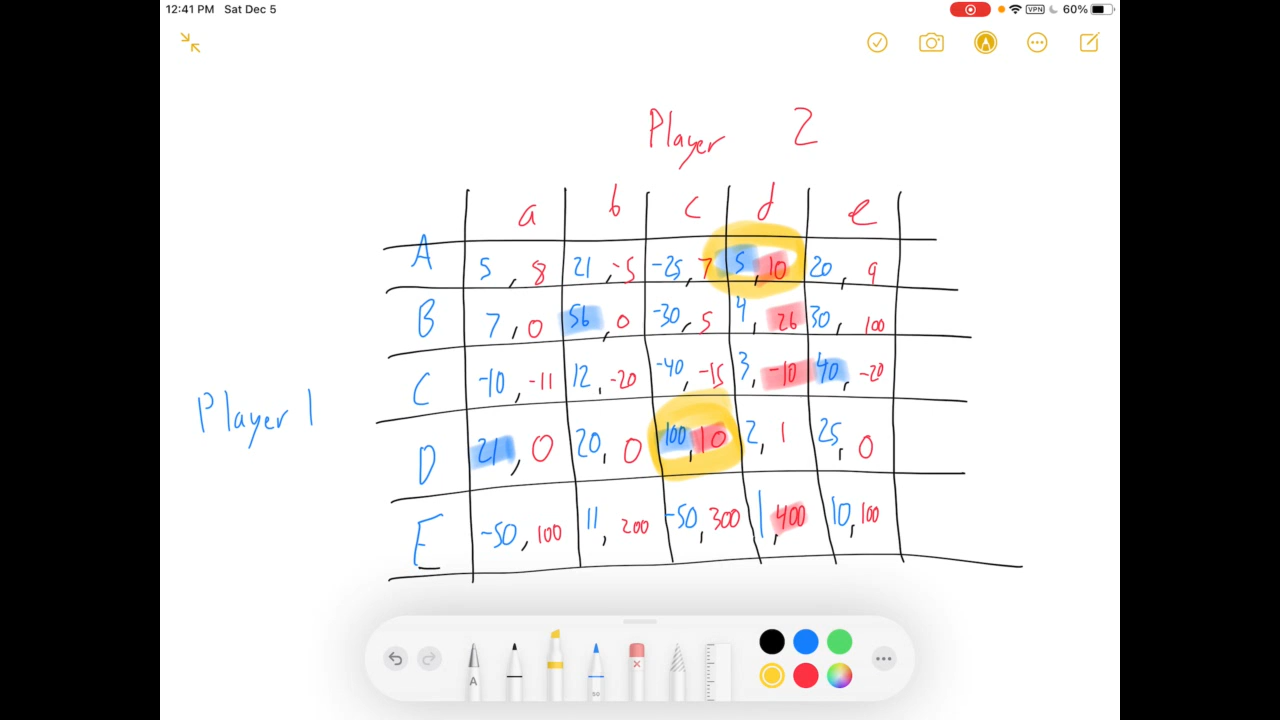 12:41 PM Sat Dec 5 VPN 60%
Player 2
a b c d e
A 5, 8 21, -5 -25, 7 5, 10 20, 9
B 7, 0 56, 0 -30, 5 4, 26 30, 100
C -10, -11 12, -20 -40, -15 3, -10 40, -20
Player 1
D 21, 0 20, 0 100, 10 2, 1 25, 0
E -50, 100 11, 200 -50, 300 1, 400 10, 100
A
50